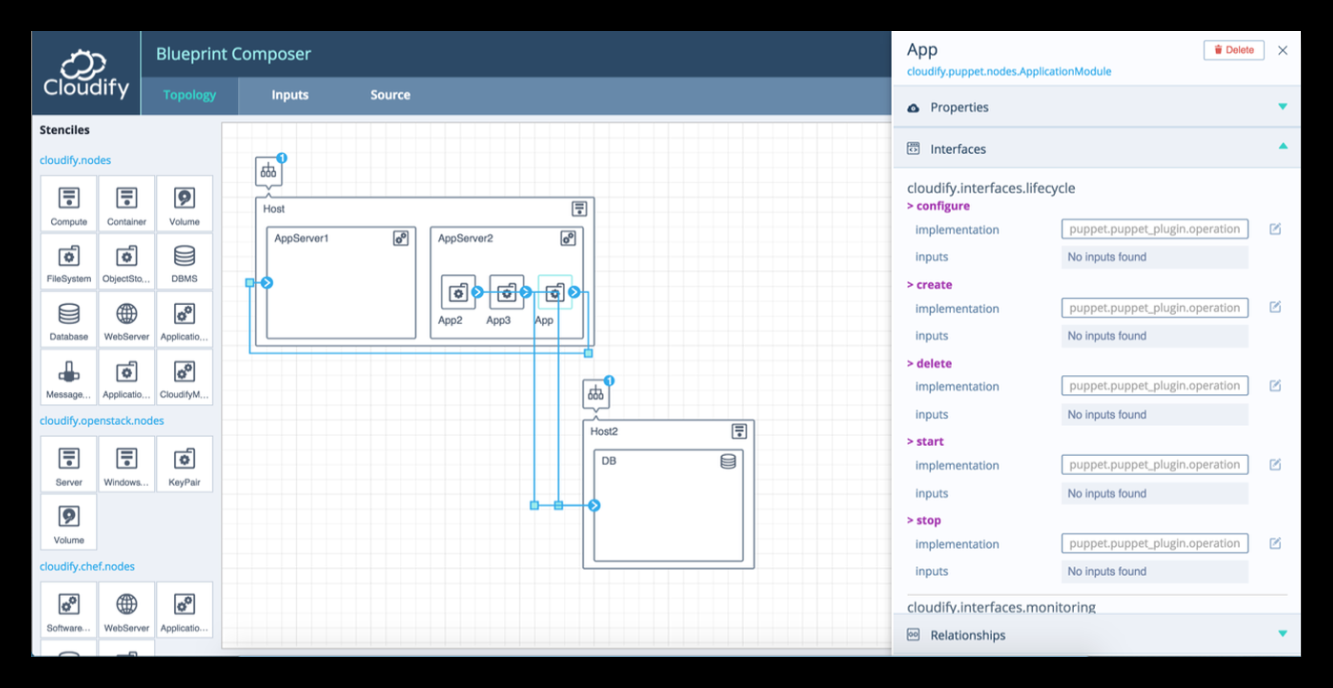 Cloudify
Blueprint Composer
Topology
Inputs
Source
Stenciles
cloudify.nodes
Compute
Container
Volume
FileSystem
ObjectSto...
DBMS
Database
WebServer
Applicatio...
Message...
Applicatio...
CloudifyM...
cloudify.openstack.nodes
Server
Windows...
KeyPair
Volume
cloudify.chef.nodes
Software...
WebServer
Applicatio...
1
Host
AppServer1
AppServer2
App2
App3
App
1
Host2
DB
App
Delete
cloudify.puppet.nodes.ApplicationModule
Properties
Interfaces
cloudify.interfaces.lifecycle
> configure
implementation puppet.puppet_plugin.operation
inputs No inputs found
> create
implementation puppet.puppet_plugin.operation
inputs No inputs found
> delete
implementation puppet.puppet_plugin.operation
inputs No inputs found
> start
implementation puppet.puppet_plugin.operation
inputs No inputs found
> stop
implementation puppet.puppet_plugin.operation
inputs No inputs found
cloudify.interfaces.monitoring
Relationships